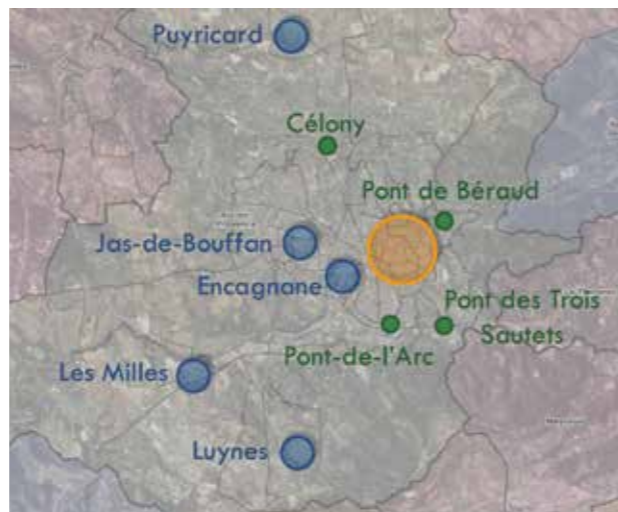 Puyricard
Célony
Pont de Béraud
Jas-de-Bouffan
Encagnane
Pont des Trois
Sautets
Pont-de-l'Arc
Les Milles
Luynes